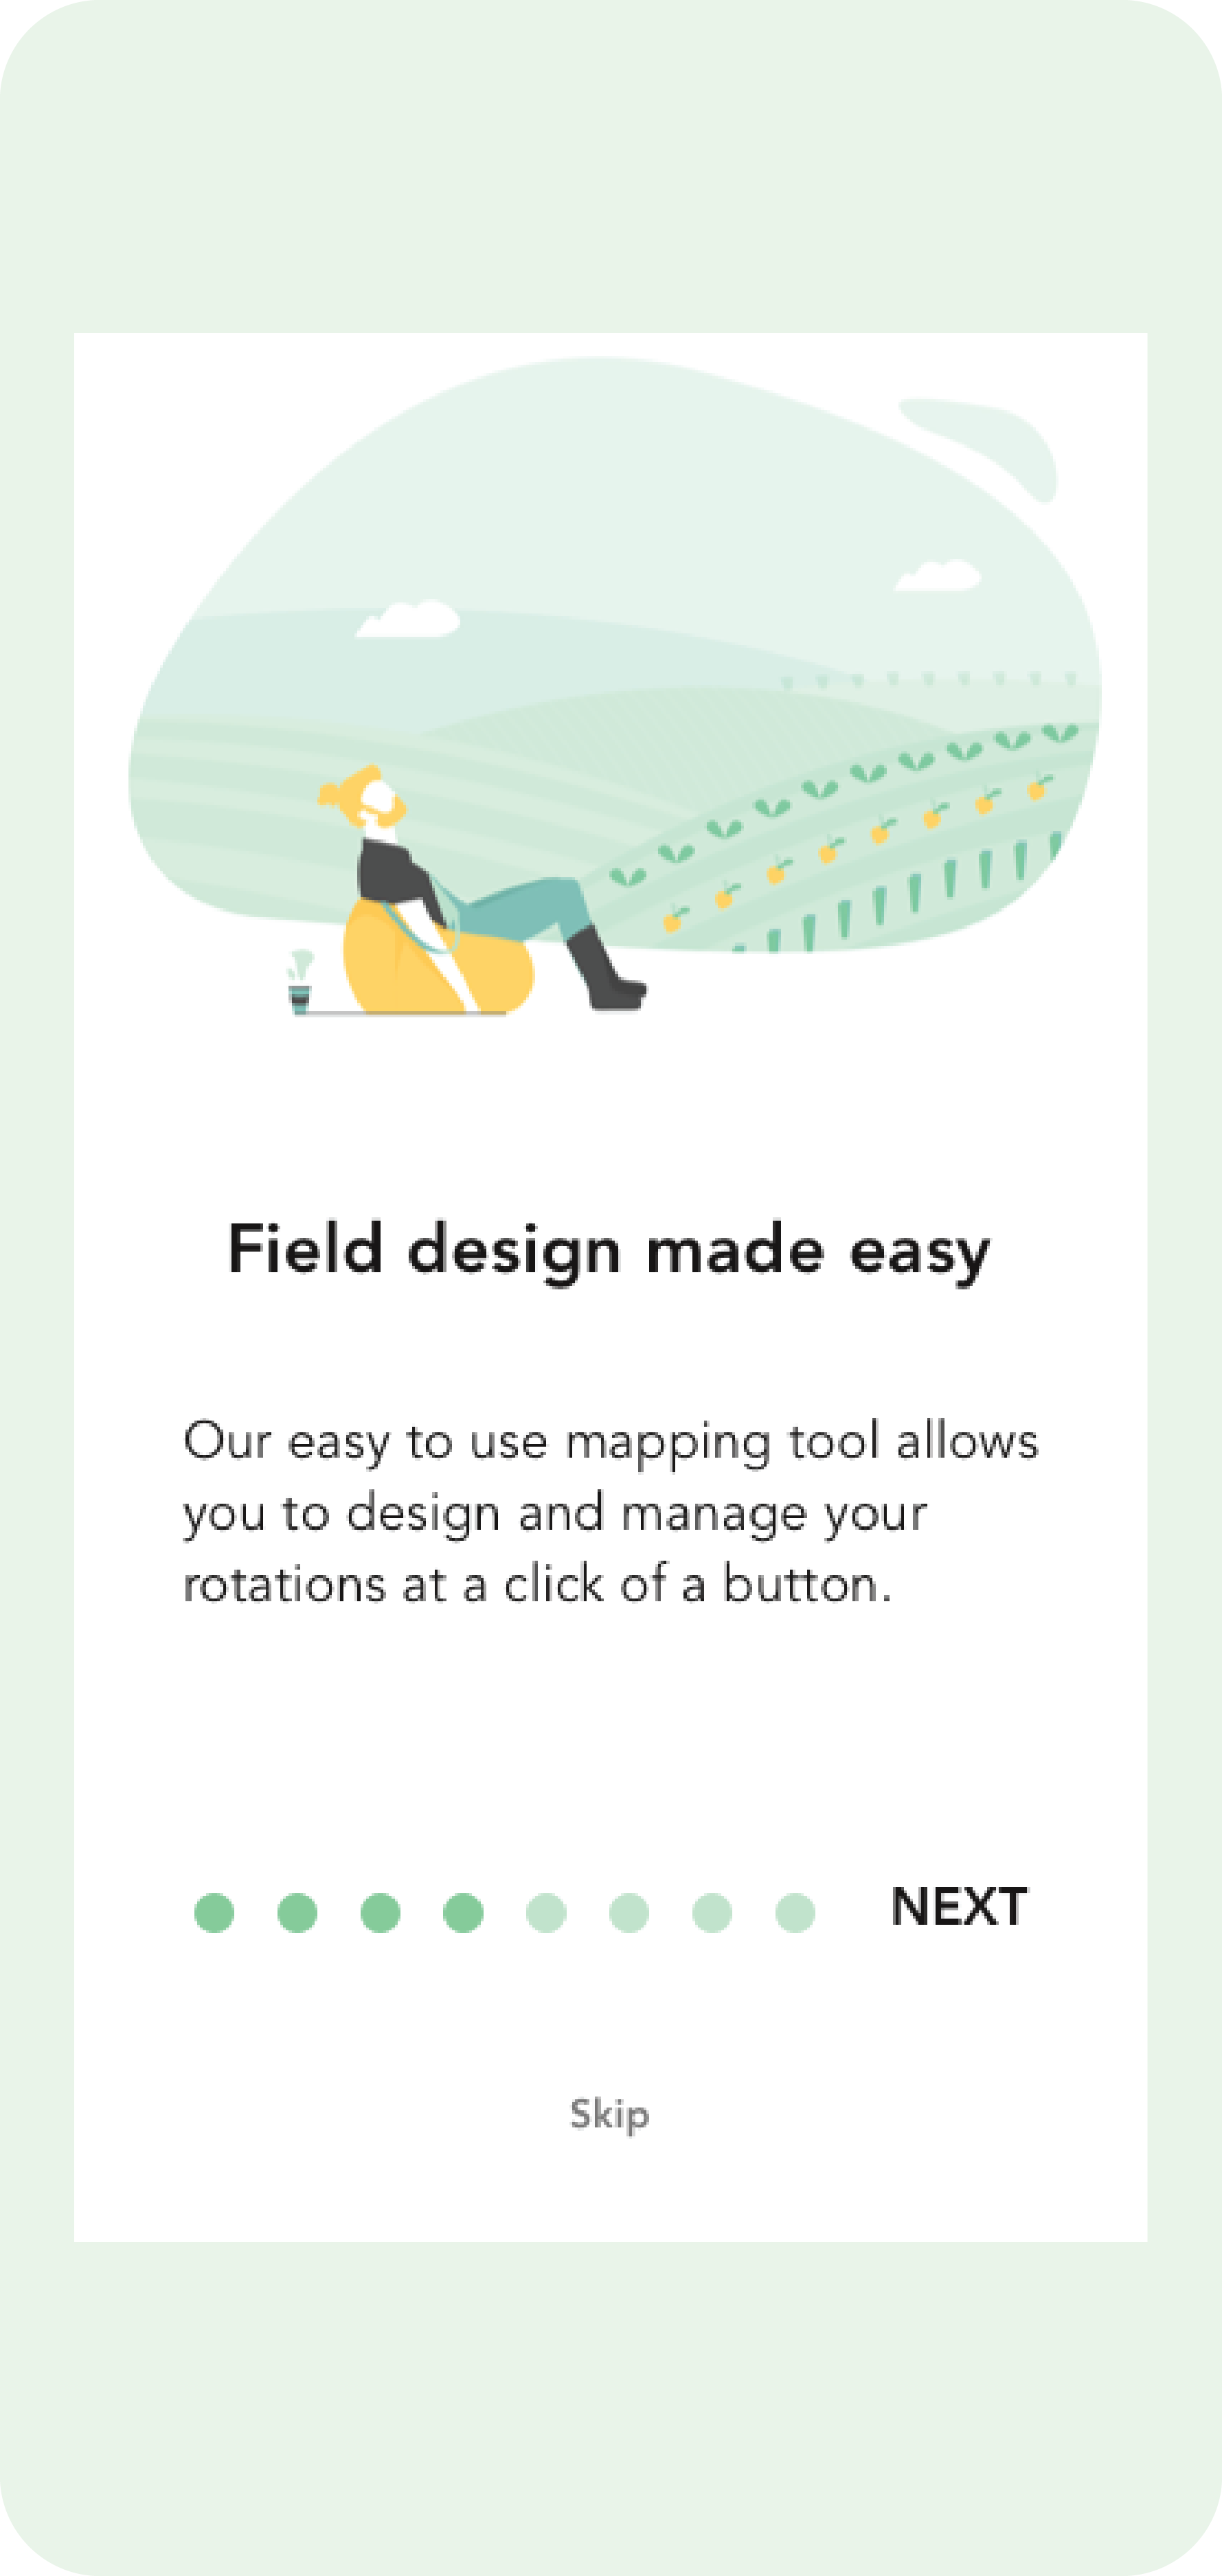 Field design made easy
Our easy to use mapping tool allows
you to design and manage your
rotations at a click of a button.
NEXT
Skip